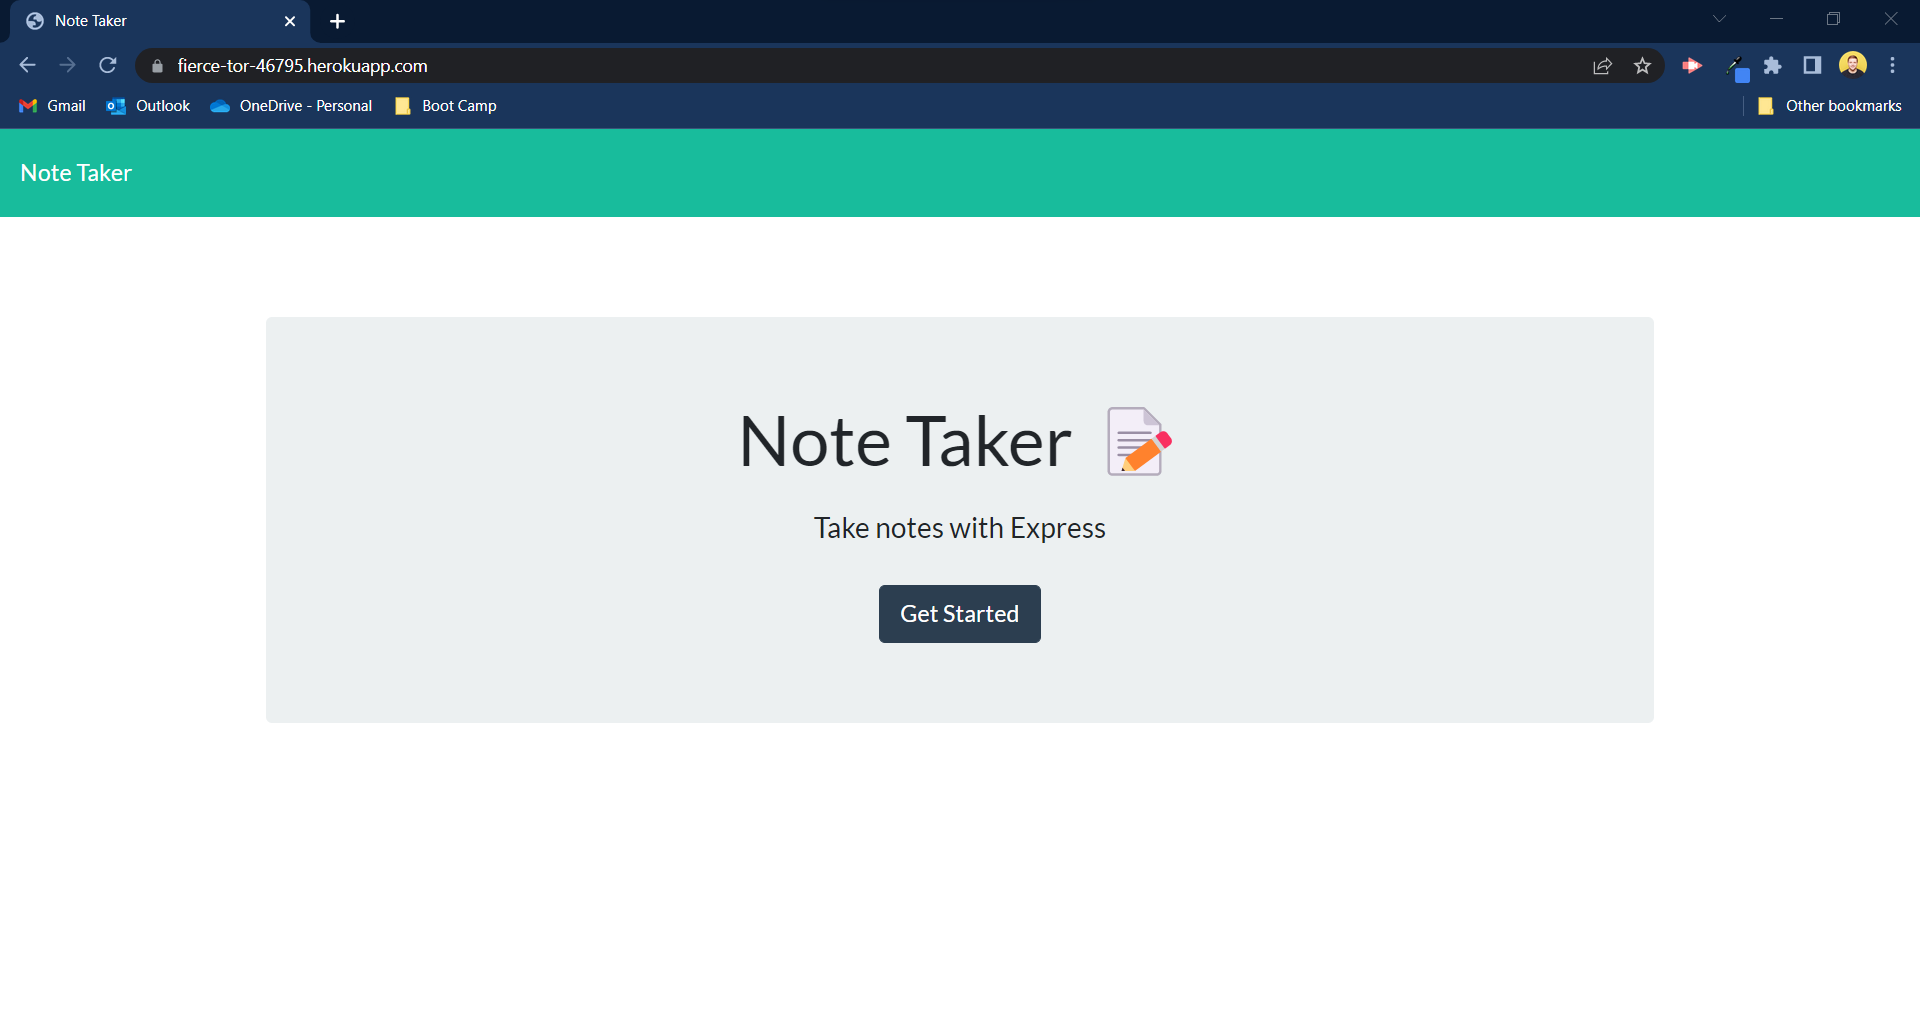 Note Taker
fierce-tor-46795.herokuapp.com
Gmail Outlook OneDrive - Personal Boot Camp Other bookmarks
Note Taker
Note Taker
Take notes with Express
Get Started